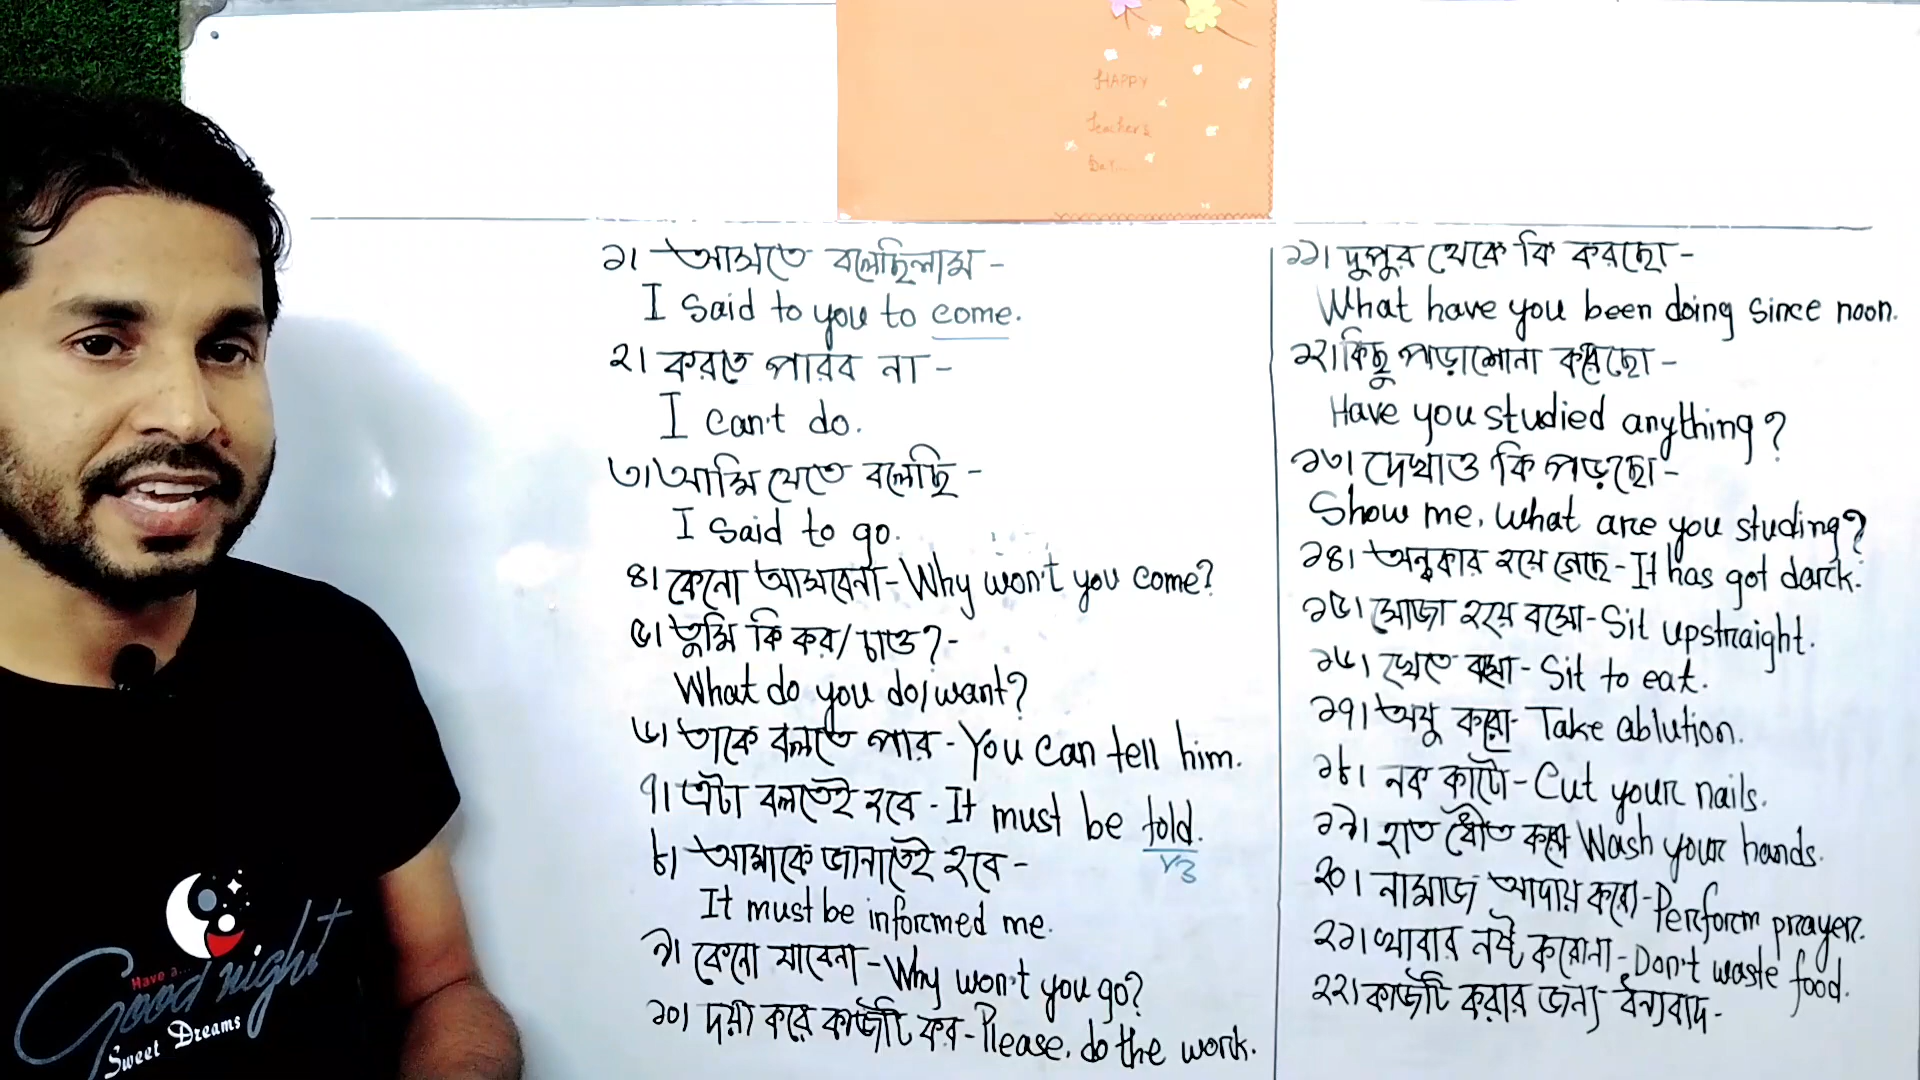 HAPPY
Teachers
Day...
১। আসতে বলেছিলাম -
I said to you to come.
২। করতে পারব না -
I can't do.
৩। আমি যেতে বলেছি -
I said to go.
৪। কেনো আসবেনা - Why won't you come?
৫। তুমি কি কর/চাও? -
What do you do/want?
৬। তাকে বলতে পার - You can tell him.
৭। এটা বলতেই হবে - It must be told.
V3
৮। আমাকে জানাতেই হবে -
It must be informed me.
৯। কেনো যাবেনা - Why won't you go?
১০। দয়া করে কাজটি কর - Please, do the work.
১১। দুপুর থেকে কি করছো -
What have you been doing since noon.
১২। কিছু পড়াশোনা করেছো -
Have you studied anything?
১৩। দেখাও কি পড়ছো -
Show me, what are you studing?
১৪। অন্ধকার হয়ে গেছে - It has got dark.
১৫। সোজা হয়ে বসো - Sit upstraight.
১৬। খেতে বসো - Sit to eat.
১৭। অযু করো - Take ablution.
১৮। নক কাটো - Cut your nails.
১৯। হাত ধৌত করো Wash your hands.
২০। নামাজ আদায় করো - Perform prayer.
২১। খাবার নষ্ট করোনা - Don't waste food.
২২। কাজটি করার জন্য ধন্যবাদ -
Have a...
Good night
Sweet Dreams